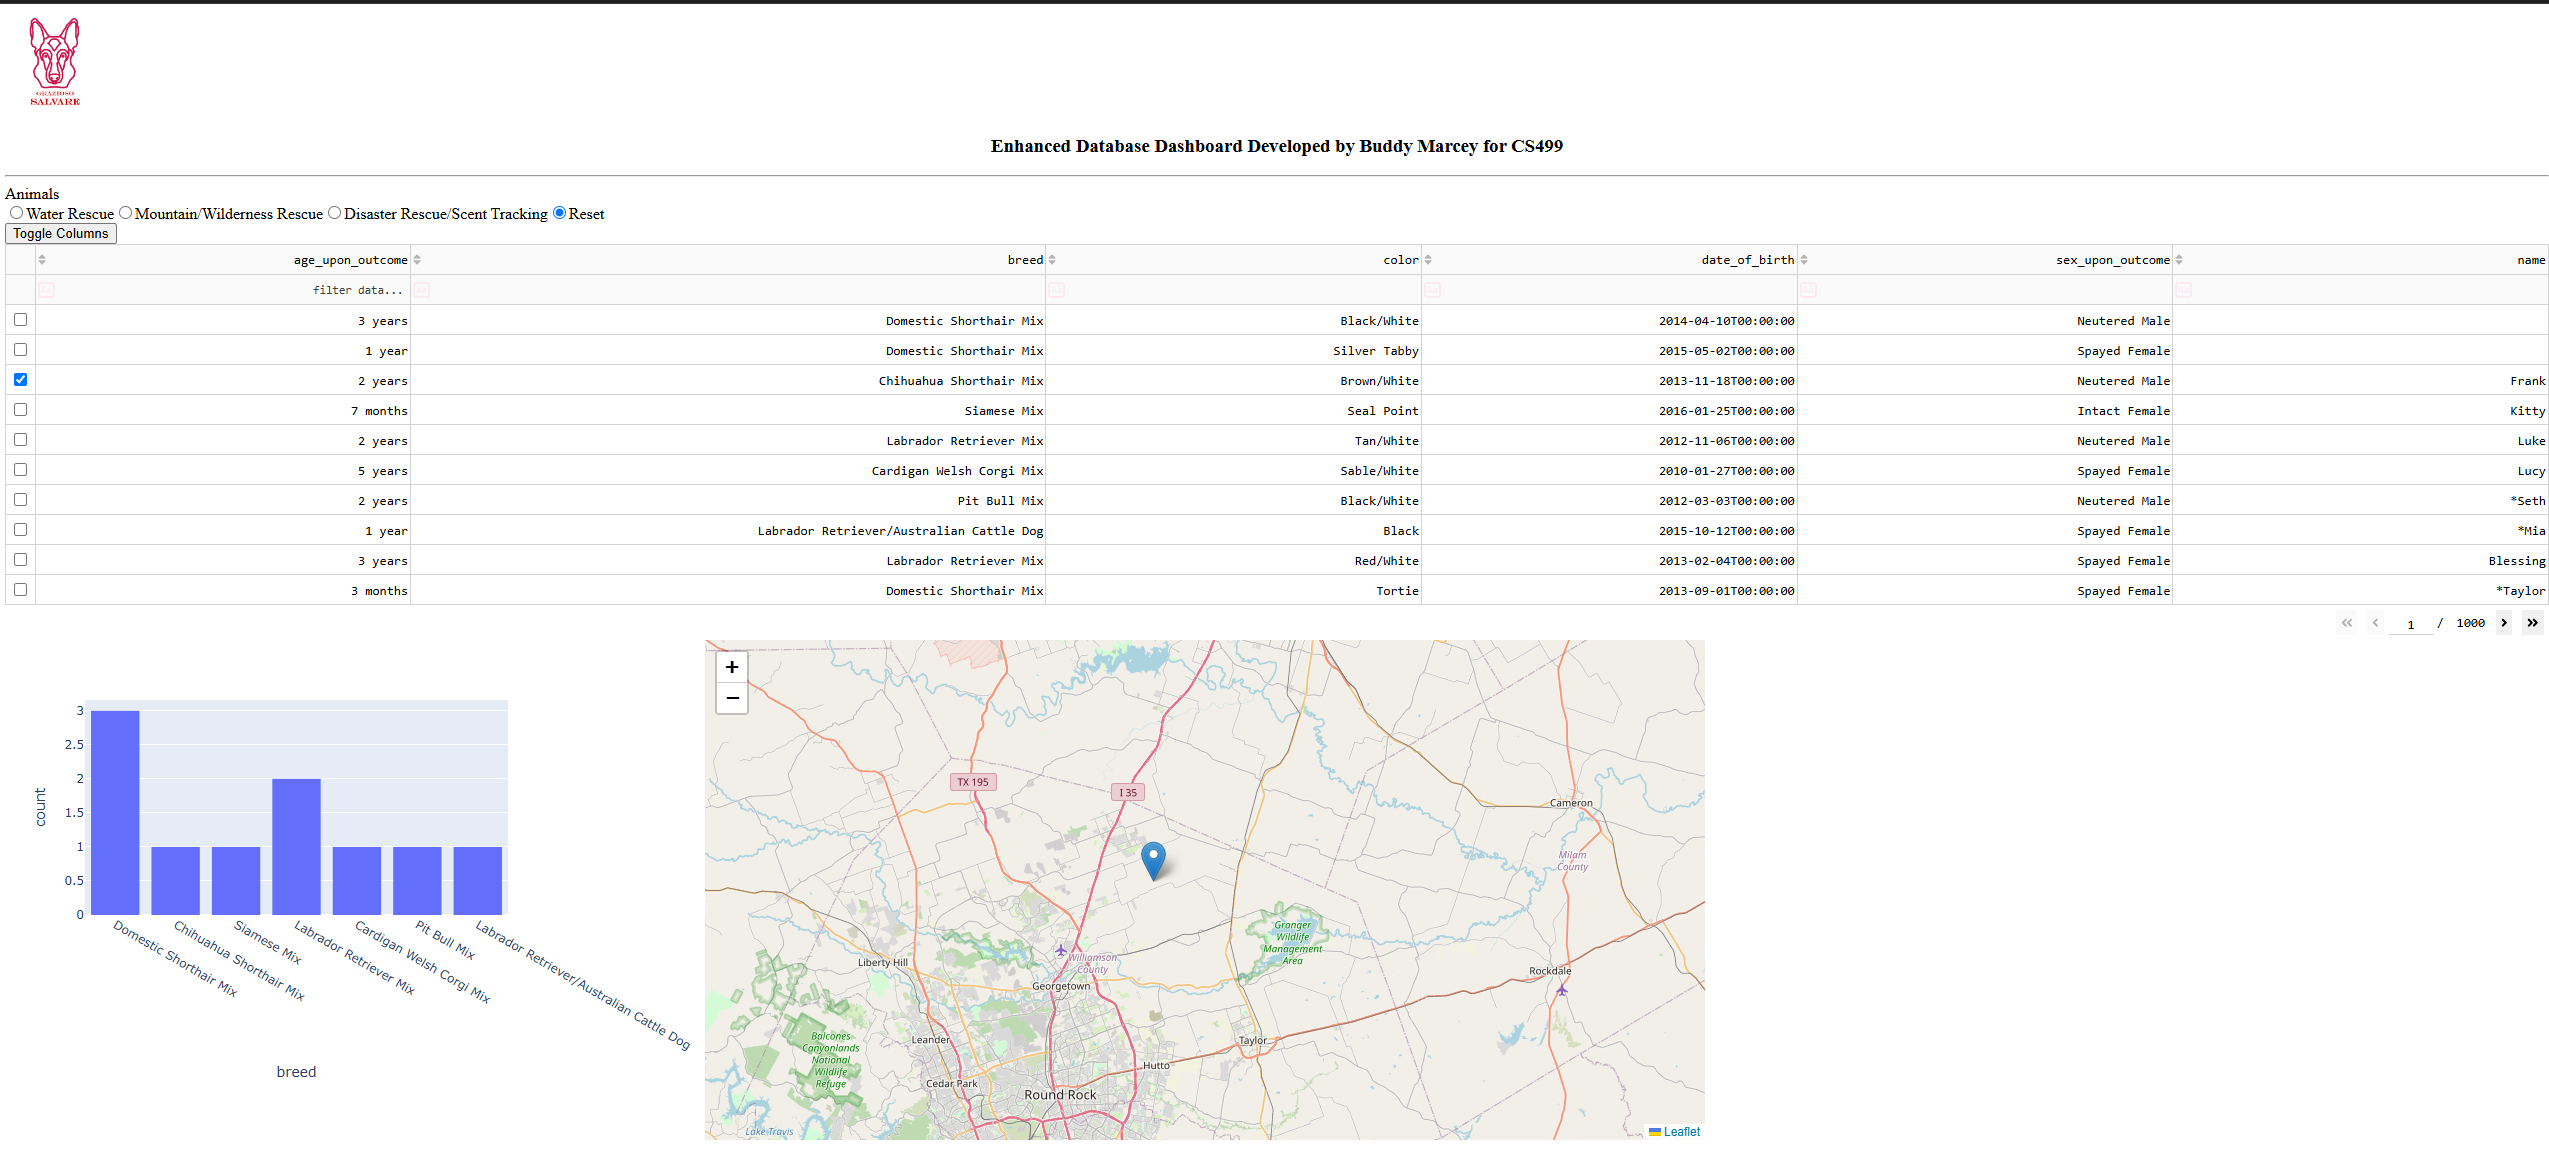 GRAZIOSO
SALVARE
Enhanced Database Dashboard Developed by Buddy Marcey for CS499
Animals
Water Rescue Mountain/Wilderness Rescue Disaster Rescue/Scent Tracking Reset
Toggle Columns
age_upon_outcome breed color date_of_birth sex_upon_outcome name
filter data...
3 years Domestic Shorthair Mix Black/White 2014-04-10T00:00:00 Neutered Male
1 year Domestic Shorthair Mix Silver Tabby 2015-05-02T00:00:00 Spayed Female
2 years Chihuahua Shorthair Mix Brown/White 2013-11-18T00:00:00 Neutered Male Frank
7 months Siamese Mix Seal Point 2016-01-25T00:00:00 Intact Female Kitty
2 years Labrador Retriever Mix Tan/White 2012-11-06T00:00:00 Neutered Male Luke
5 years Cardigan Welsh Corgi Mix Sable/White 2010-01-27T00:00:00 Spayed Female Lucy
2 years Pit Bull Mix Black/White 2012-03-03T00:00:00 Neutered Male *Seth
1 year Labrador Retriever/Australian Cattle Dog Black 2015-10-12T00:00:00 Spayed Female *Mia
3 years Labrador Retriever Mix Red/White 2013-02-04T00:00:00 Spayed Female Blessing
3 months Domestic Shorthair Mix Tortie 2013-09-01T00:00:00 Spayed Female *Taylor
« ‹ 1 / 1000 › »
3
2.5
2
1.5
1
0.5
0
count
Domestic Shorthair Mix
Chihuahua Shorthair Mix
Siamese Mix
Labrador Retriever Mix
Cardigan Welsh Corgi Mix
Pit Bull Mix
Labrador Retriever/Australian Cattle Dog
breed
+
−
TX 195
I 35
Cameron
Milam
County
Granger
Wildlife
Management
Area
Liberty Hill
Williamson
County
Georgetown
Rockdale
Balcones
Canyonlands
National
Wildlife
Refuge
Leander
Taylor
Hutto
Cedar Park
Round Rock
Lake Travis
Leaflet